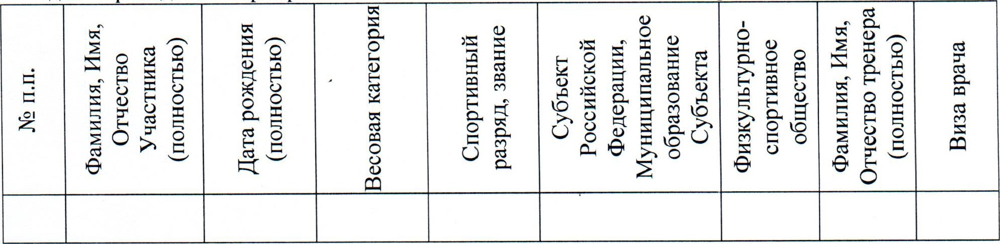 № п.п.
Фамилия, Имя,
Отчество
Участника
(полностью)
Дата рождения
(полностью)
Весовая категория
Спортивный
разряд, звание
Субъект
Российской
Федерации,
Муниципальное
образование
Субъекта
Физкультурно-
спортивное
общество
Фамилия, Имя,
Отчество тренера
(полностью)
Виза врача